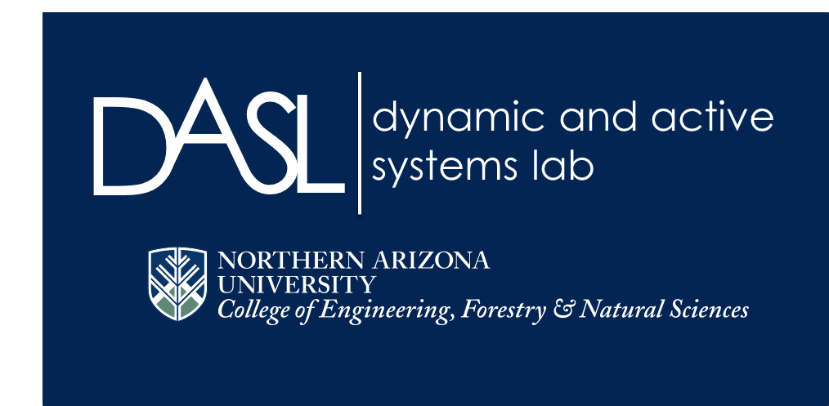 DASL
dynamic and active
systems lab
NORTHERN ARIZONA
UNIVERSITY
College of Engineering, Forestry & Natural Sciences